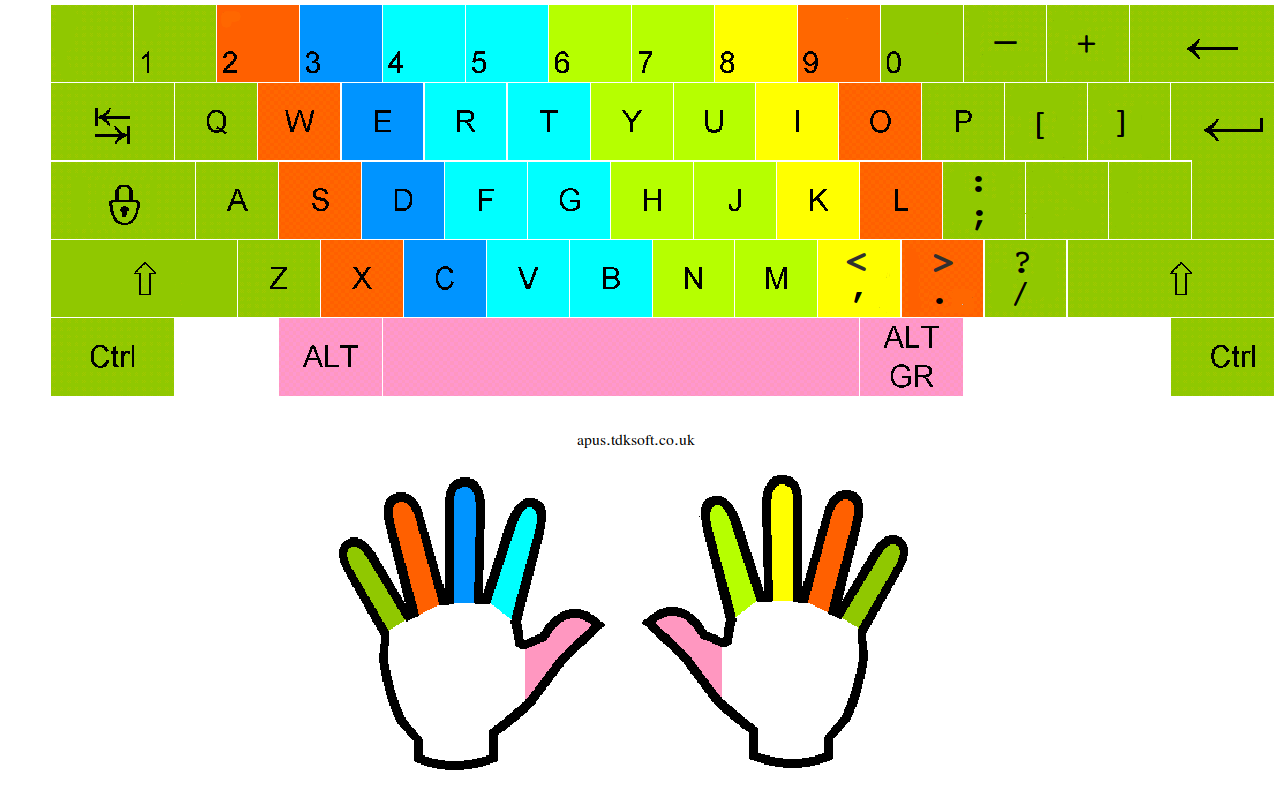 1 2 3 4 5 6 7 8 9 0 — +
Q W E R T Y U I O P [ ]
A S D F G H J K L :
;
Z X C V B N M < > ?
, . /
Ctrl ALT ALT Ctrl
GR
apus.tdksoft.co.uk